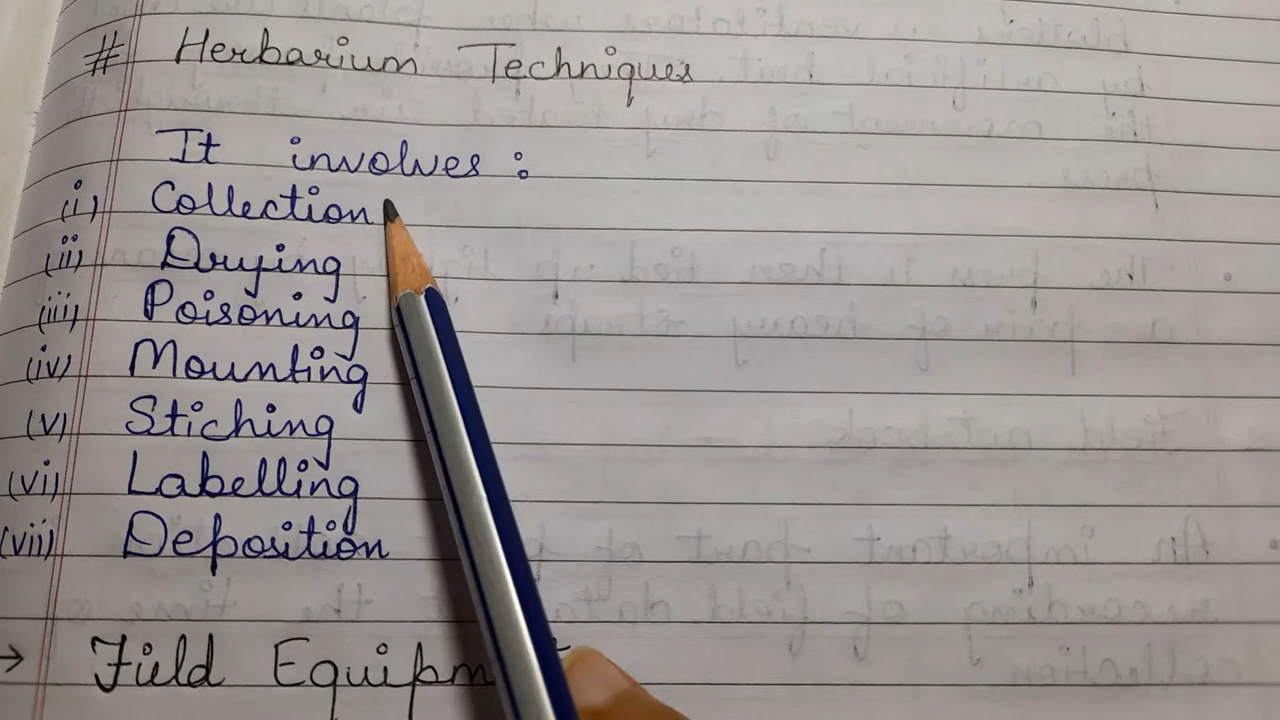 # Herbarium Techniques
It involves :
(i) Collection
(ii) Drying
(iii) Poisoning
(iv) Mounting
(v) Stiching
(vi) Labelling
(vii) Deposition
→ Field